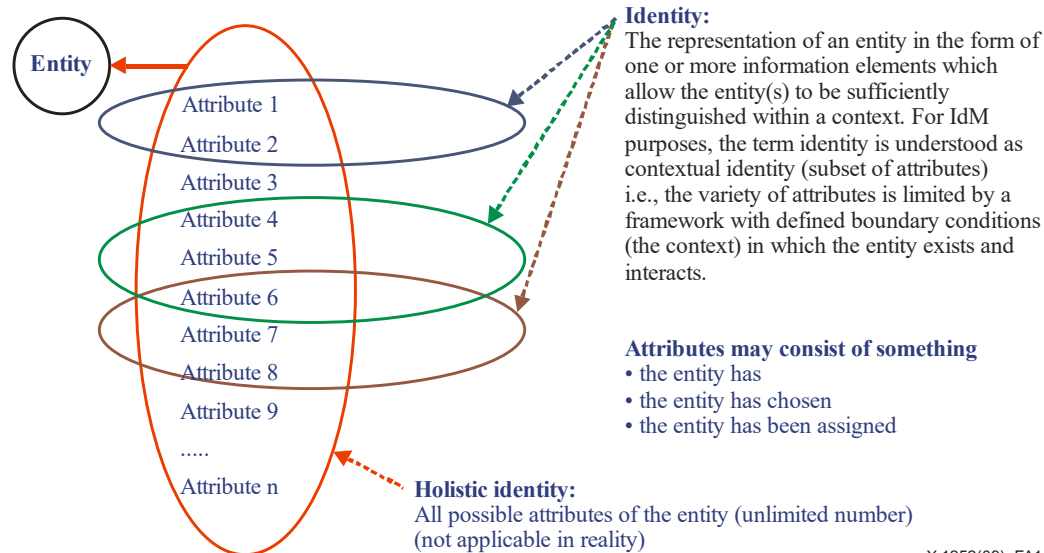 Entity
Attribute 1
Attribute 2
Attribute 3
Attribute 4
Attribute 5
Attribute 6
Attribute 7
Attribute 8
Attribute 9
.....
Attribute n
Identity:
The representation of an entity in the form of
one or more information elements which
allow the entity(s) to be sufficiently
distinguished within a context. For IdM
purposes, the term identity is understood as
contextual identity (subset of attributes)
i.e., the variety of attributes is limited by a
framework with defined boundary conditions
(the context) in which the entity exists and
interacts.
Attributes may consist of something
• the entity has
• the entity has chosen
• the entity has been assigned
Holistic identity:
All possible attributes of the entity (unlimited number)
(not applicable in reality)